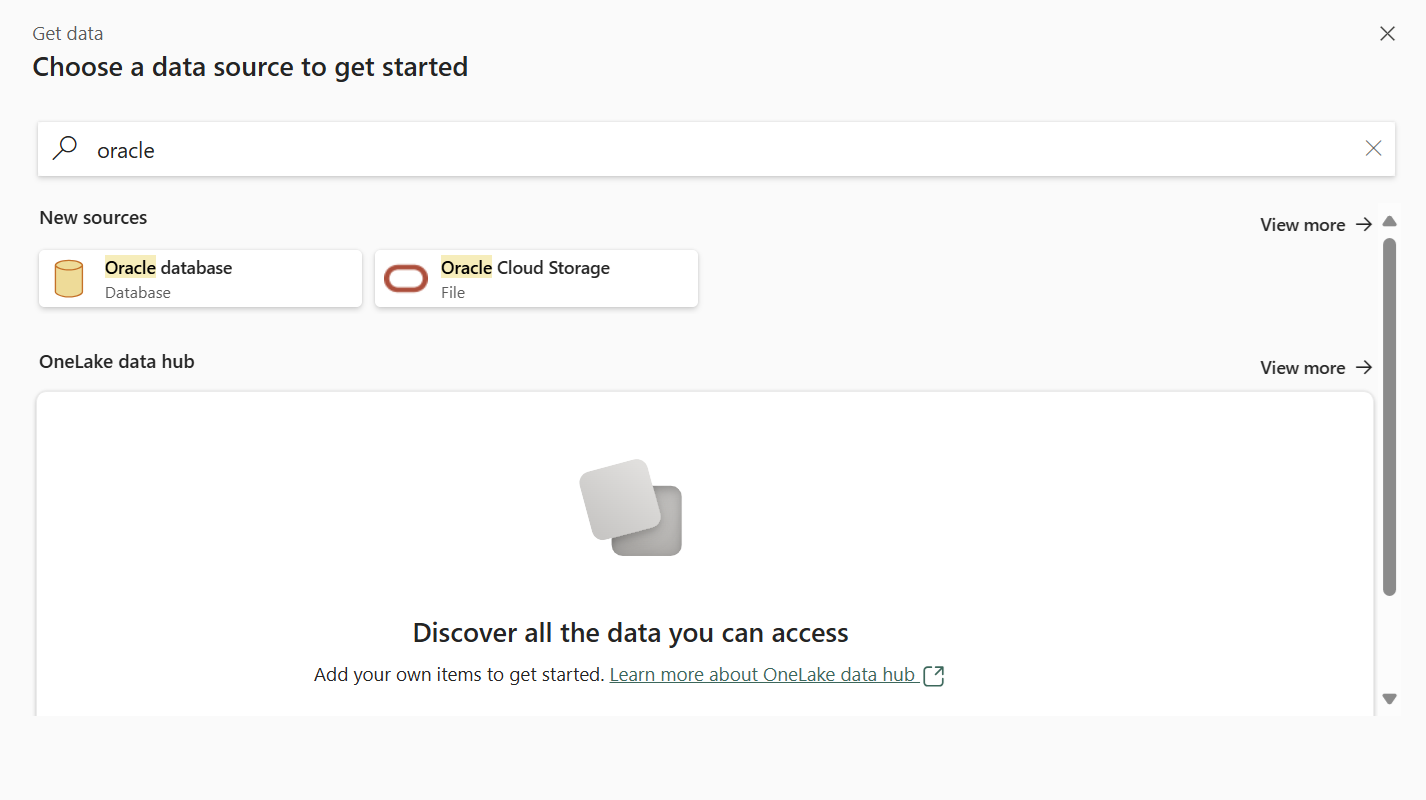 Get data
Choose a data source to get started
oracle
New sources
View more
Oracle database
Database
Oracle Cloud Storage
File
OneLake data hub
View more
Discover all the data you can access
Add your own items to get started. Learn more about OneLake data hub